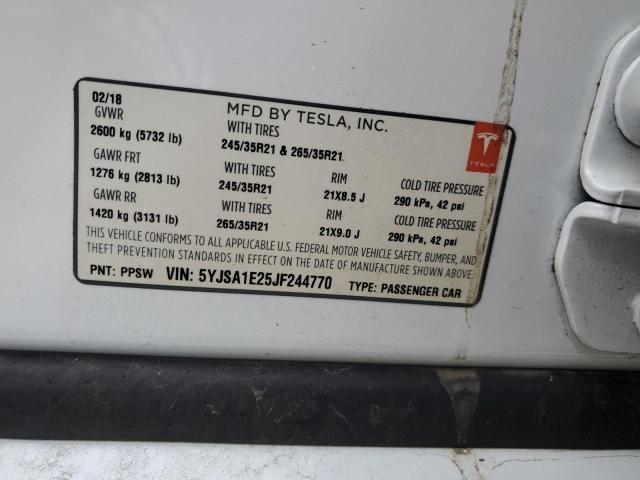 02/18
MFD BY TESLA, INC.
GVWR WITH TIRES
2600 kg (5732 lb) 245/35R21 & 265/35R21
GAWR FRT WITH TIRES RIM COLD TIRE PRESSURE
1276 kg (2813 lb) 245/35R21 21X8.5 J 290 kPa, 42 psi
GAWR RR WITH TIRES RIM COLD TIRE PRESSURE
1420 kg (3131 lb) 265/35R21 21X9.0 J 290 kPa, 42 psi
THIS VEHICLE CONFORMS TO ALL APPLICABLE U.S. FEDERAL MOTOR VEHICLE SAFETY, BUMPER, AND
THEFT PREVENTION STANDARDS IN EFFECT ON THE DATE OF MANUFACTURE SHOWN ABOVE.
PNT: PPSW VIN: 5YJSA1E25JF244770 TYPE: PASSENGER CAR
TESLA